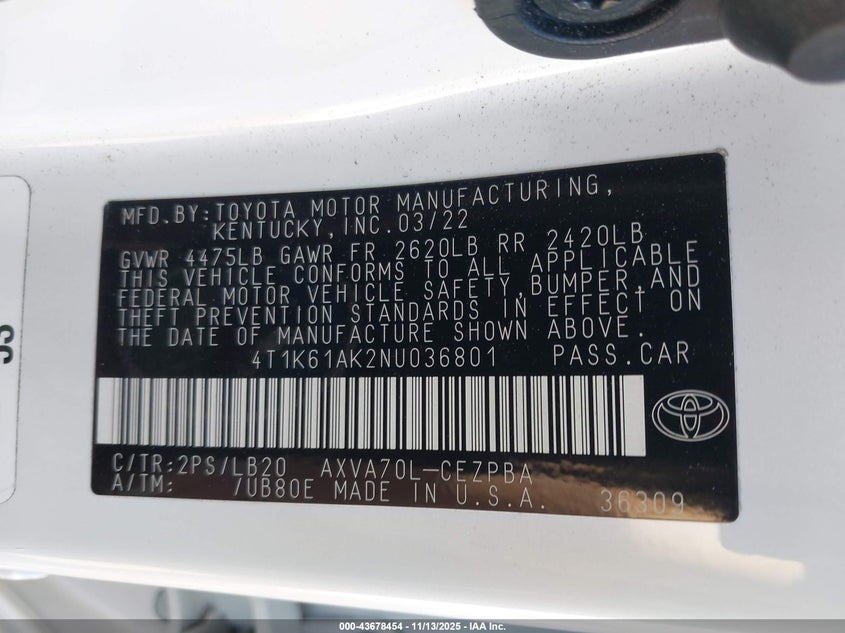 MFD.BY:TOYOTA MOTOR MANUFACTURING,
KENTUCKY,INC.03/22
GVWR 4475LB GAWR FR 2620LB RR 2420LB
THIS VEHICLE CONFORMS TO ALL APPLICABLE
FEDERAL MOTOR VEHICLE SAFETY,BUMPER,AND
THEFT PREVENTION STANDARDS IN EFFECT ON
THE DATE OF MANUFACTURE SHOWN ABOVE.
4T1K61AK2NU036801 PASS.CAR
C/TR:2PS/LB20 AXVA70L-CEZPBA
A/TM: /UB80E MADE IN U.S.A. 36309
000-43678454 - 11/13/2025 - IAA Inc.